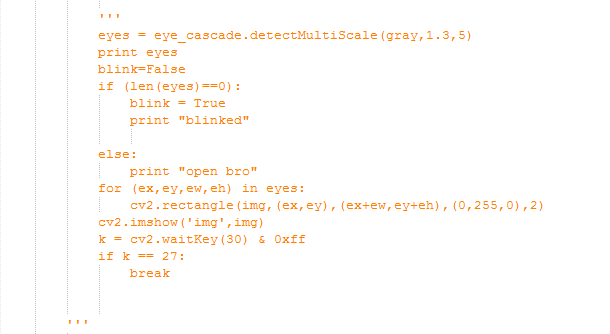 '''
eyes = eye_cascade.detectMultiScale(gray,1.3,5)
print eyes
blink=False
if (len(eyes)==0):
    blink = True
    print "blinked"

else:
    print "open bro"
for (ex,ey,ew,eh) in eyes:
    cv2.rectangle(img,(ex,ey),(ex+ew,ey+eh),(0,255,0),2)
cv2.imshow('img',img)
k = cv2.waitKey(30) & 0xff
if k == 27:
    break

'''